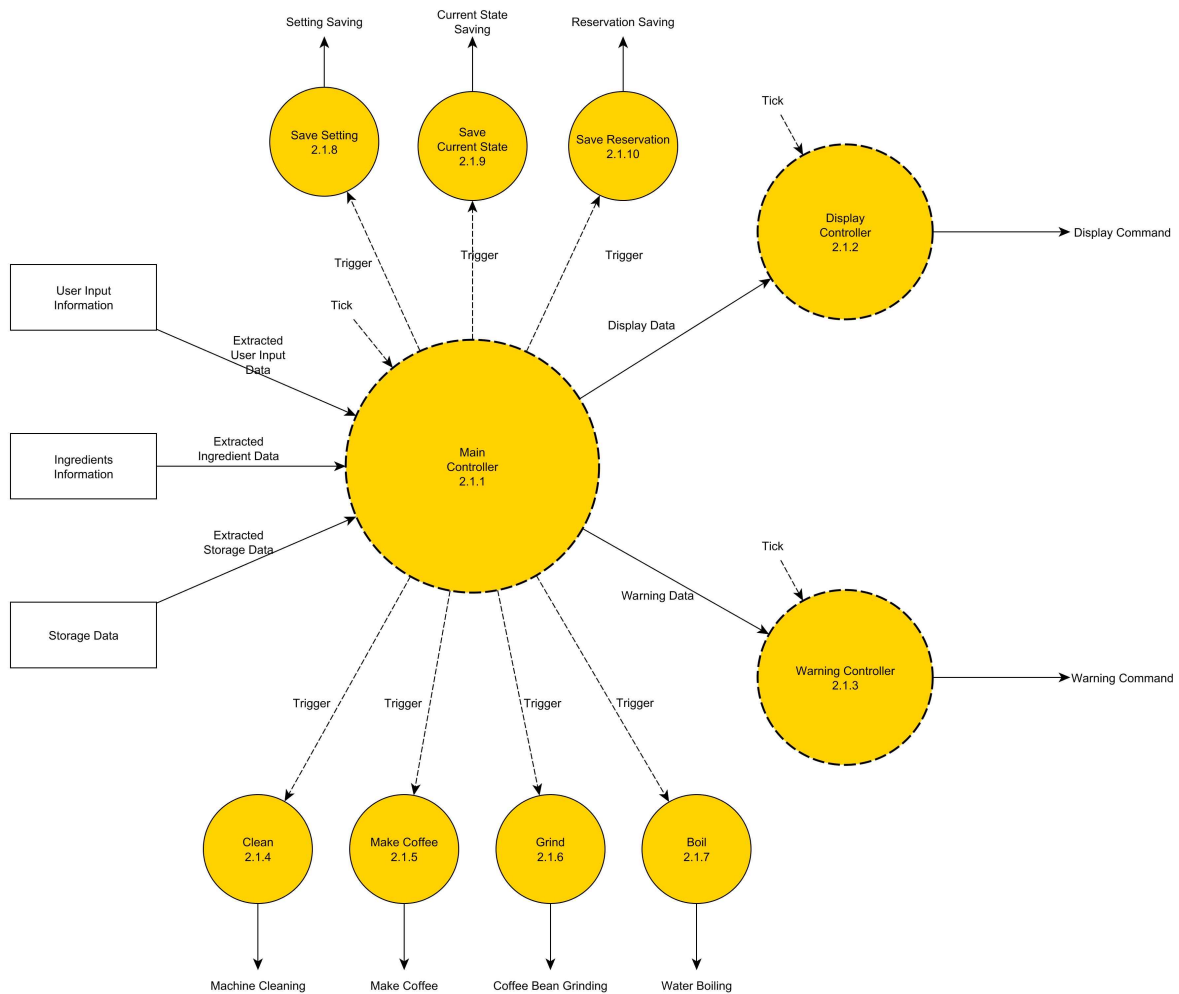 Setting Saving
Current State
Saving
Reservation Saving
Save Setting
2.1.8
Save
Current State
2.1.9
Save Reservation
2.1.10
Tick
Display
Controller
2.1.2
Display Command
Trigger
Trigger
Trigger
User Input
Information
Tick
Extracted
User Input
Data
Display Data
Ingredients
Information
Extracted
Ingredient Data
Main
Controller
2.1.1
Extracted
Storage Data
Storage Data
Tick
Warning Data
Warning Controller
2.1.3
Warning Command
Trigger
Trigger
Trigger
Trigger
Clean
2.1.4
Make Coffee
2.1.5
Grind
2.1.6
Boil
2.1.7
Machine Cleaning
Make Coffee
Coffee Bean Grinding
Water Boiling